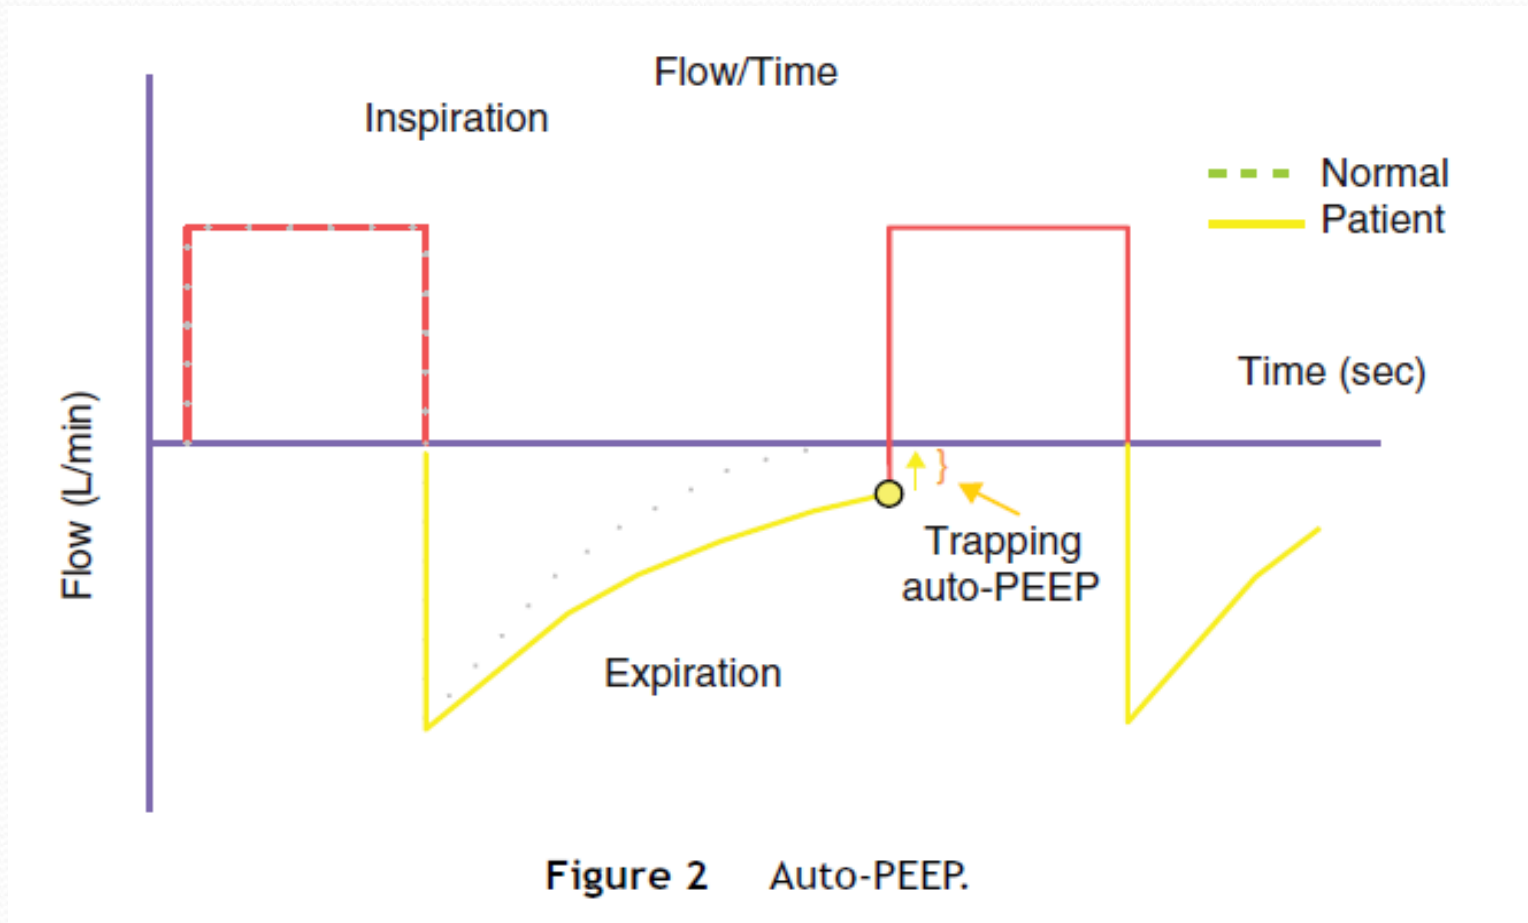 Flow/Time
Inspiration
Normal
Patient
Time (sec)
Flow (L/min)
}
Trapping
auto-PEEP
Expiration
Figure 2 Auto-PEEP.